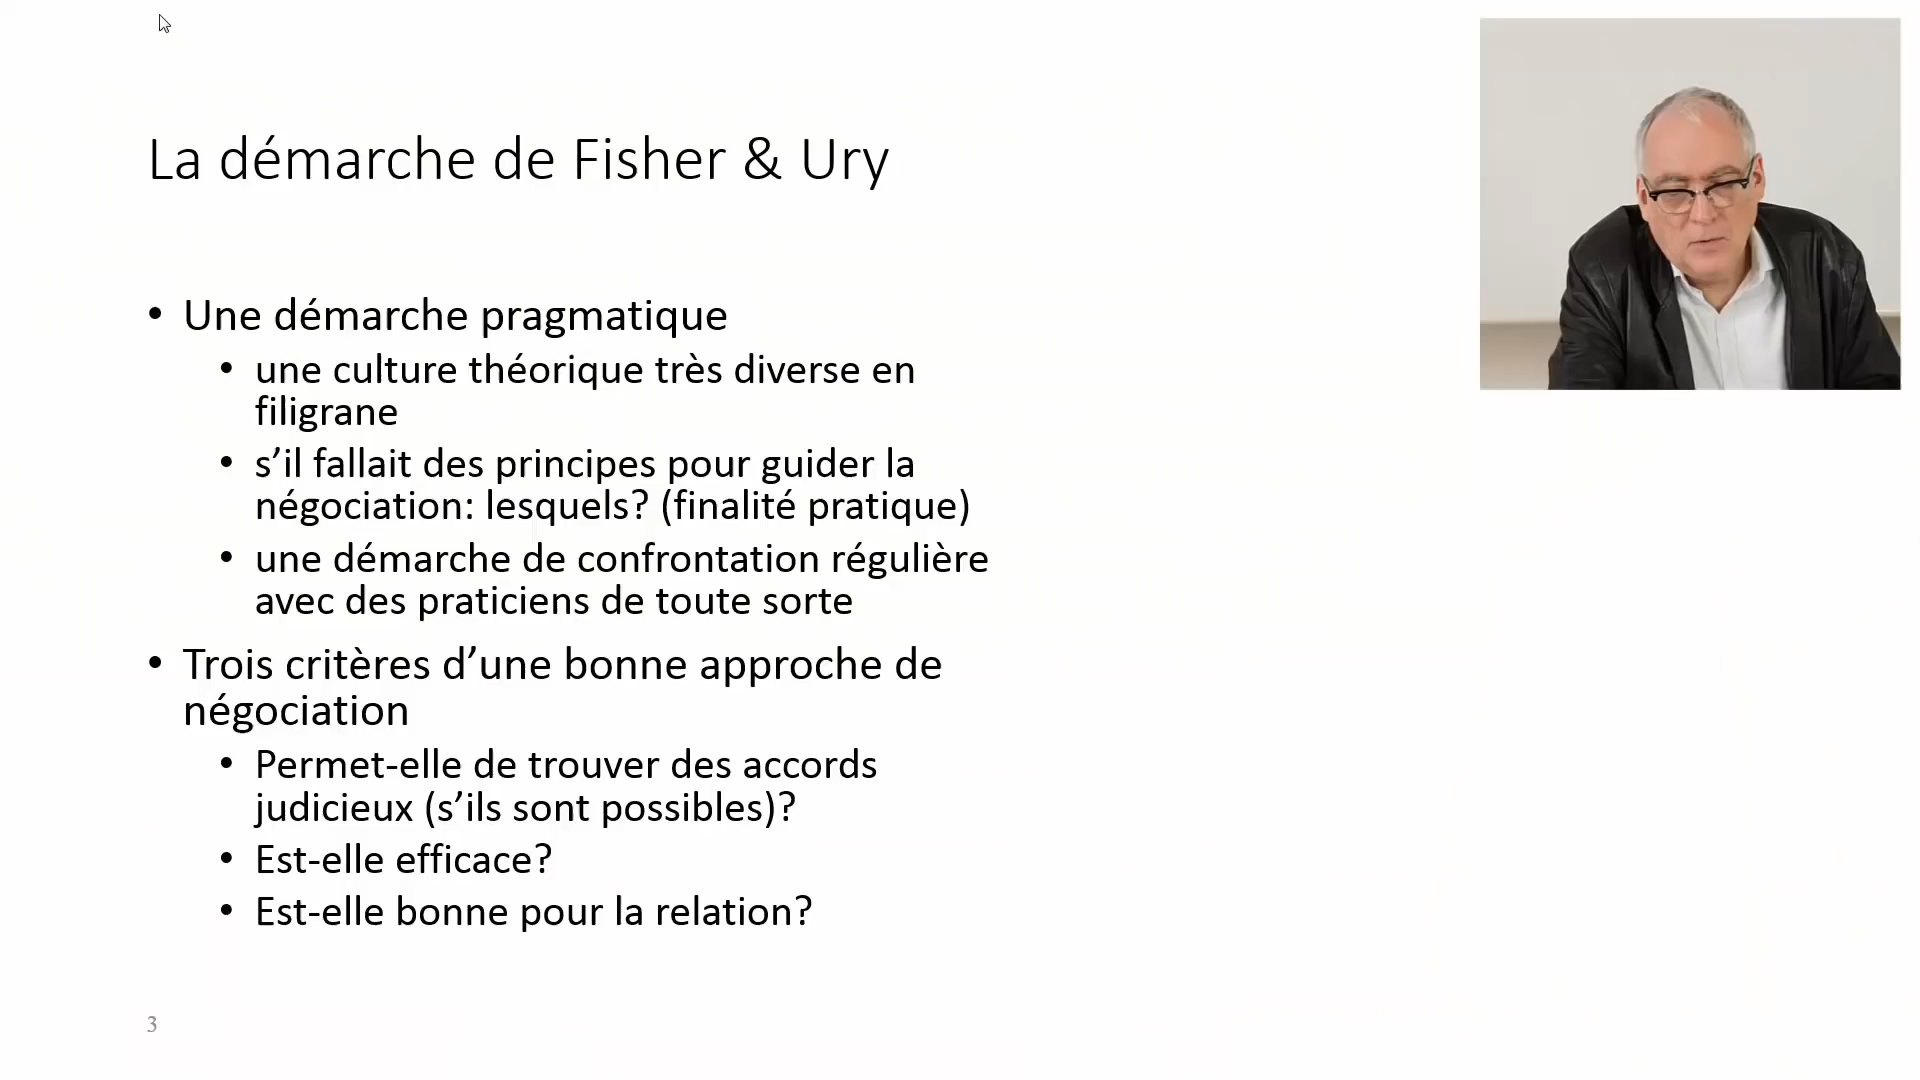 La démarche de Fisher & Ury
• Une démarche pragmatique
• une culture théorique très diverse en
filigrane
• s’il fallait des principes pour guider la
négociation: lesquels? (finalité pratique)
• une démarche de confrontation régulière
avec des praticiens de toute sorte
• Trois critères d’une bonne approche de
négociation
• Permet-elle de trouver des accords
judicieux (s’ils sont possibles)?
• Est-elle efficace?
• Est-elle bonne pour la relation?
3